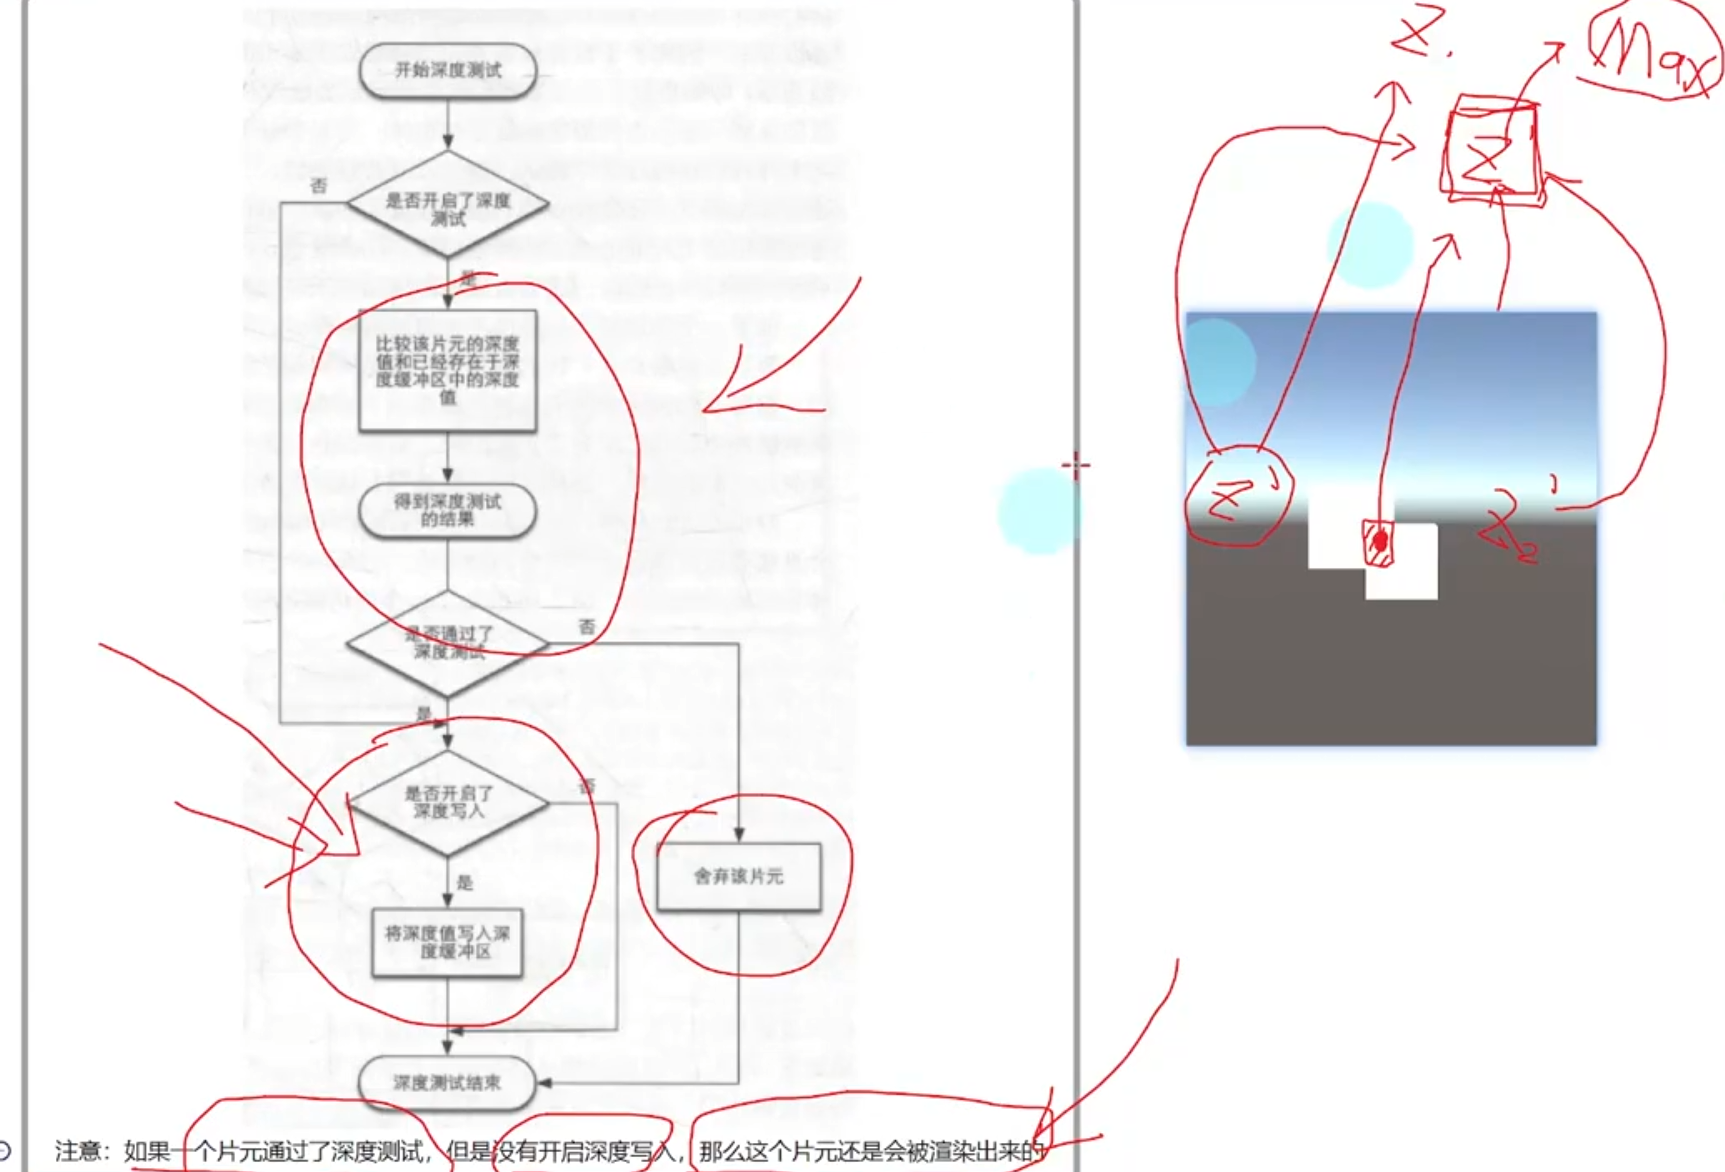 开始深度测试
否
是否开启了深度
测试
是
比较该片元的深度
值和已经存在于深
度缓冲区中的深度
值
得到深度测试
的结果
是否通过了
深度测试
否
是
是否开启了
深度写入
否
是
将深度值写入深
度缓冲区
舍弃该片元
深度测试结束
注意：如果一个片元通过了深度测试，但是没有开启深度写入，那么这个片元还是会被渲染出来的
Z.
Max
Z
Z'
Z'₂